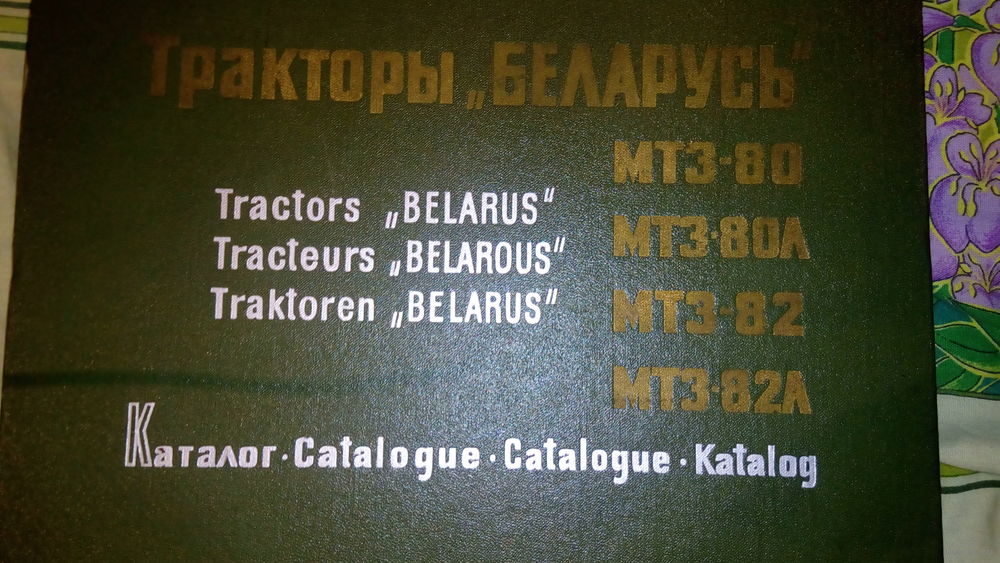 Тракторы „БЕЛАРУСЬ“
МТЗ-80
Tractors „BELARUS“
МТЗ-80Л
Tracteurs „BELAROUS“
Traktoren „BELARUS“
МТЗ-82
МТЗ-82Л
Каталог · Catalogue · Catalogue · Katalog